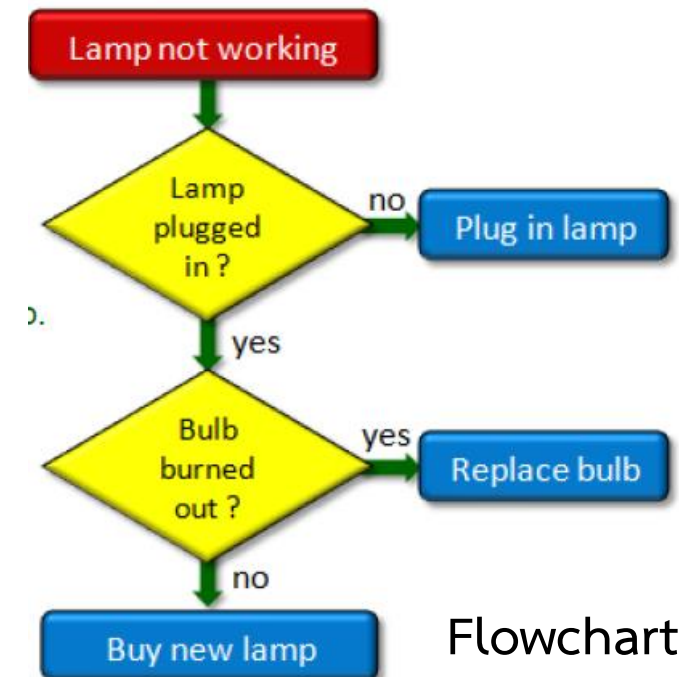 Lamp not working
Lamp
plugged
in ?
no
Plug in lamp
yes
Bulb
burned
out ?
yes
Replace bulb
no
Buy new lamp
Flowchart